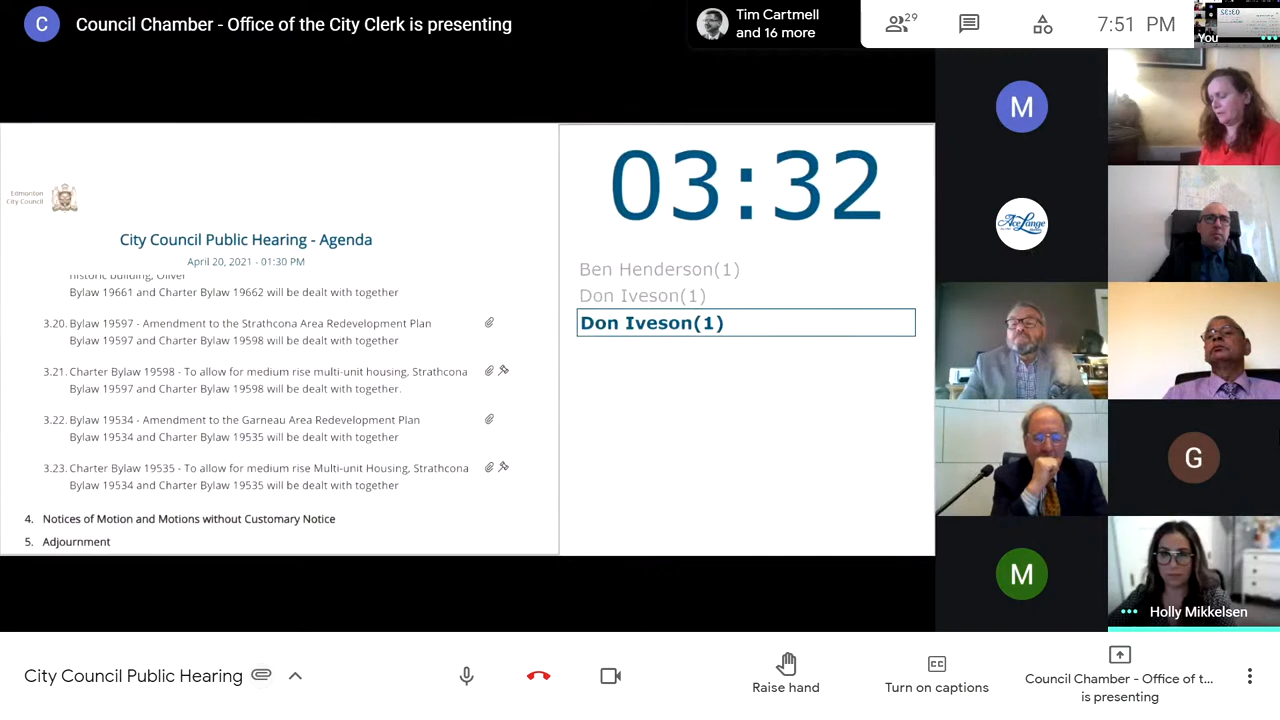 C
Council Chamber - Office of the City Clerk is presenting
Tim Cartmell
and 16 more
29
7:51 PM
You
Edmonton
City Council
City Council Public Hearing - Agenda
April 20, 2021 - 01:30 PM
historic building, Oliver
Bylaw 19661 and Charter Bylaw 19662 will be dealt with together
3.20. Bylaw 19597 - Amendment to the Strathcona Area Redevelopment Plan
Bylaw 19597 and Charter Bylaw 19598 will be dealt with together
3.21. Charter Bylaw 19598 - To allow for medium rise multi-unit housing, Strathcona
Bylaw 19597 and Charter Bylaw 19598 will be dealt with together.
3.22. Bylaw 19534 - Amendment to the Garneau Area Redevelopment Plan
Bylaw 19534 and Charter Bylaw 19535 will be dealt with together
3.23. Charter Bylaw 19535 - To allow for medium rise Multi-unit Housing, Strathcona
Bylaw 19534 and Charter Bylaw 19535 will be dealt with together
4. Notices of Motion and Motions without Customary Notice
5. Adjournment
03:32
Ben Henderson(1)
Don Iveson(1)
Don Iveson(1)
M
Ace Lange
G
M
Holly Mikkelsen
City Council Public Hearing
Raise hand
CC
Turn on captions
Council Chamber - Office of t...
is presenting